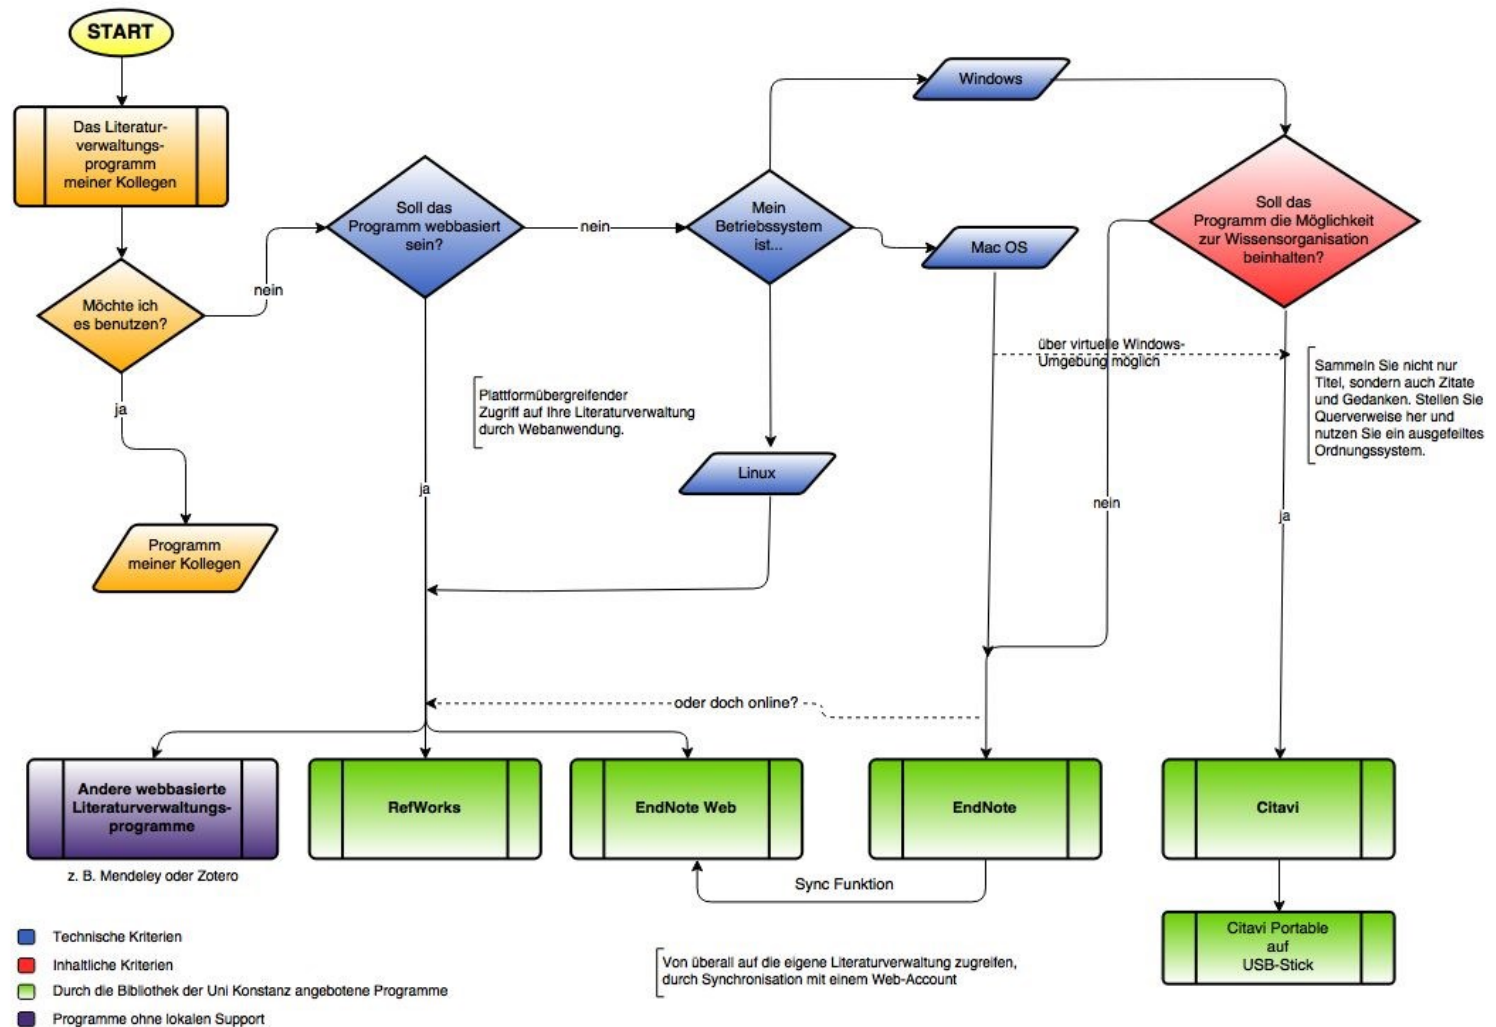 START
Das Literatur-
verwaltungs-
programm
meiner Kollegen
Möchte ich
es benutzen?
nein
ja
Programm
meiner Kollegen
Soll das
Programm webbasiert
sein?
nein
ja
Plattformübergreifender
Zugriff auf Ihre Literaturverwaltung
durch Webanwendung.
Mein
Betriebssystem
ist...
Windows
Mac OS
Linux
Soll das
Programm die Möglichkeit
zur Wissensorganisation
beinhalten?
über virtuelle Windows-
Umgebung möglich
Sammeln Sie nicht nur
Titel, sondern auch Zitate
und Gedanken. Stellen Sie
Querverweise her und
nutzen Sie ein ausgefeiltes
Ordnungssystem.
nein
ja
oder doch online?
Andere webbasierte
Literaturverwaltungs-
programme
z. B. Mendeley oder Zotero
RefWorks
EndNote Web
EndNote
Citavi
Sync Funktion
Citavi Portable
auf
USB-Stick
Von überall auf die eigene Literaturverwaltung zugreifen,
durch Synchronisation mit einem Web-Account
Technische Kriterien
Inhaltliche Kriterien
Durch die Bibliothek der Uni Konstanz angebotene Programme
Programme ohne lokalen Support